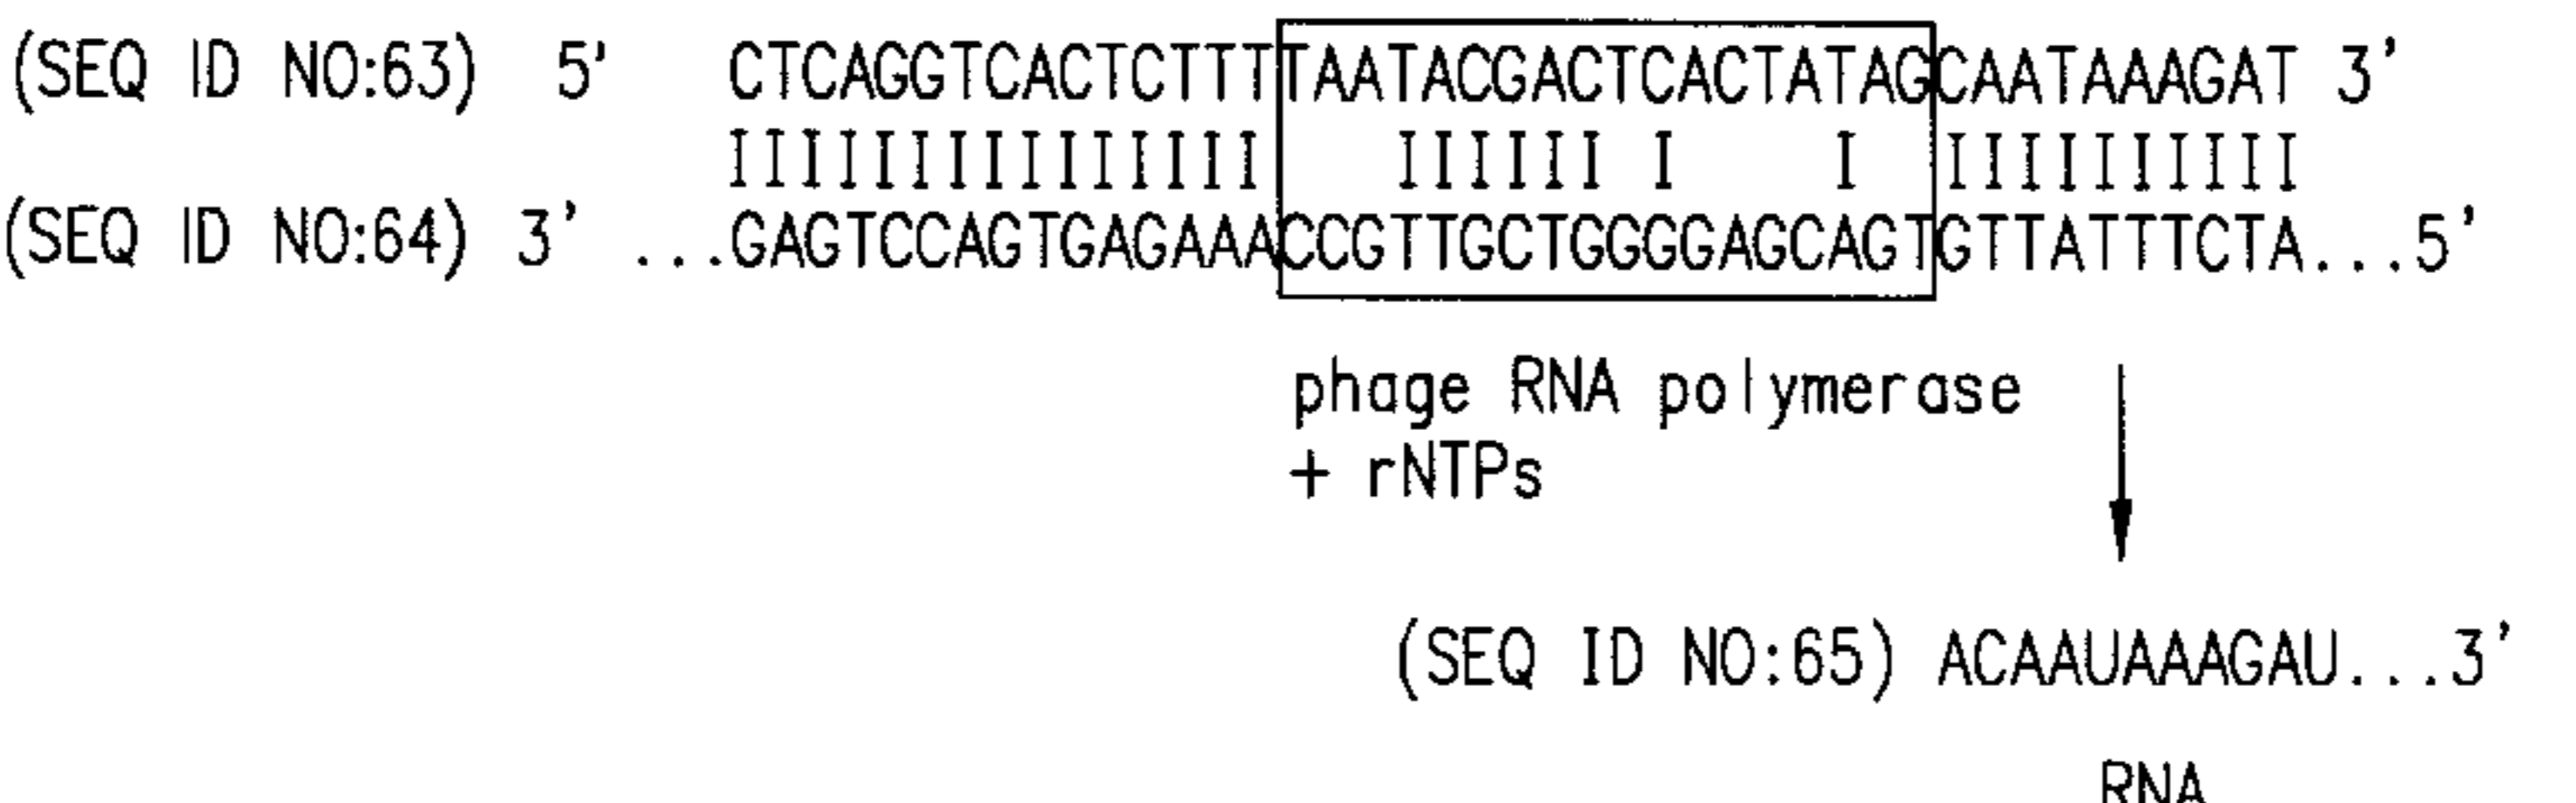 (SEQ ID NO:63) 5' CTCAGGTCACTCTTTTAATACGACTCACTATAGCAATAAAGAT 3'
IIIIIIIIIIIIIII IIIIII I I IIIIIIIIII
(SEQ ID NO:64) 3' ...GAGTCCAGTGAGAAACCGTTGCTGGGGAGCAGTGTTATTTCTA...5'
phage RNA polymerase
+ rNTPs
(SEQ ID NO:65) ACAAUAAAGAU...3'
RNA